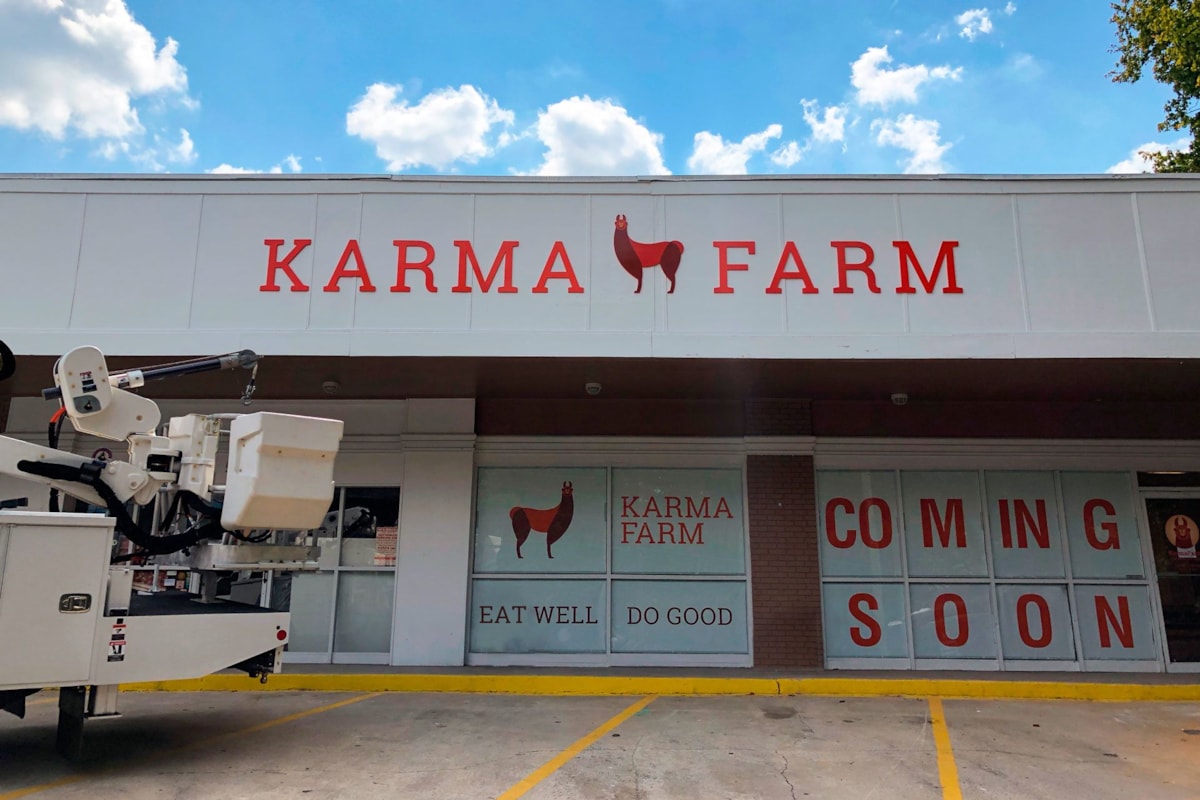 KARMA FARM
KARMA
FARM
EAT WELL DO GOOD
COMING
SOON